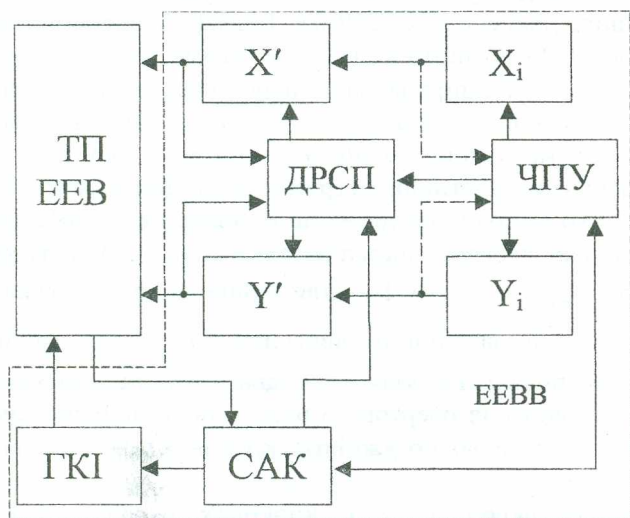 X′
Xᵢ
ТП
ЕЕВ
ДРСП
ЧПУ
Y′
Yᵢ
ЕЕВВ
ГКІ
САК